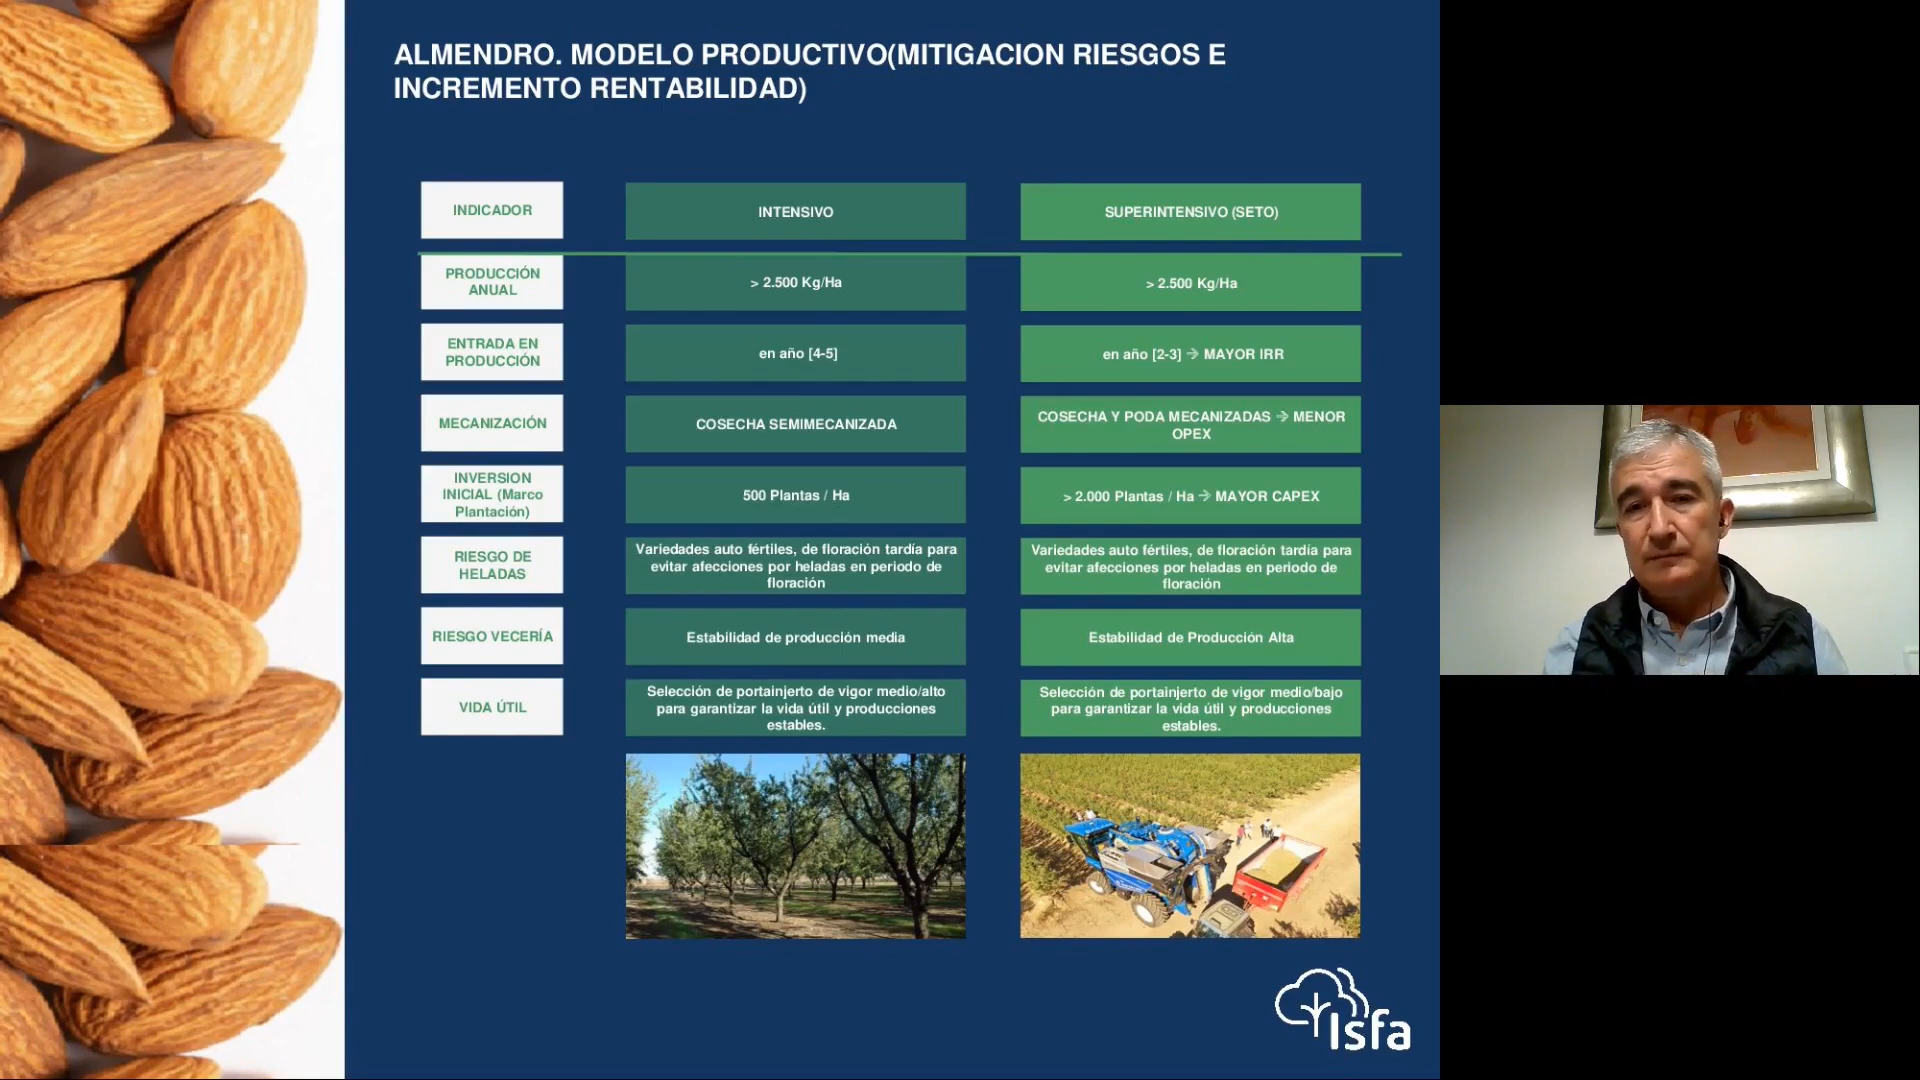 ALMENDRO. MODELO PRODUCTIVO(MITIGACION RIESGOS E
INCREMENTO RENTABILIDAD)
INDICADOR
INTENSIVO
SUPERINTENSIVO (SETO)
PRODUCCIÓN
ANUAL
> 2.500 Kg/Ha
> 2.500 Kg/Ha
ENTRADA EN
PRODUCCIÓN
en año [4-5]
en año [2-3] → MAYOR IRR
MECANIZACIÓN
COSECHA SEMIMECANIZADA
COSECHA Y PODA MECANIZADAS → MENOR
OPEX
INVERSION
INICIAL (Marco
Plantación)
500 Plantas / Ha
> 2.000 Plantas / Ha → MAYOR CAPEX
RIESGO DE
HELADAS
Variedades auto fértiles, de floración tardía para
evitar afecciones por heladas en periodo de
floración
Variedades auto fértiles, de floración tardía para
evitar afecciones por heladas en periodo de
floración
RIESGO VECERÍA
Estabilidad de producción media
Estabilidad de Producción Alta
VIDA ÚTIL
Selección de portainjerto de vigor medio/alto
para garantizar la vida útil y producciones
estables.
Selección de portainjerto de vigor medio/bajo
para garantizar la vida útil y producciones
estables.
Isfa